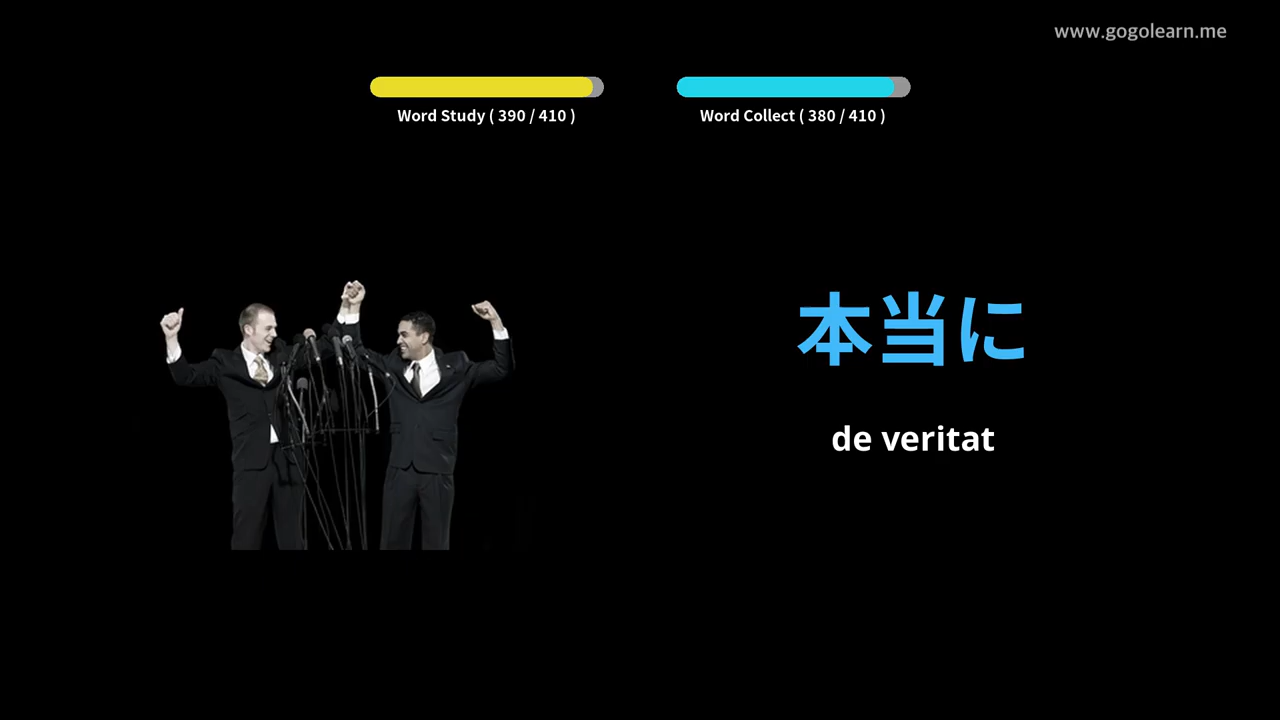 www.gogolearn.me
Word Study ( 390 / 410 )
Word Collect ( 380 / 410 )
本当に
de veritat